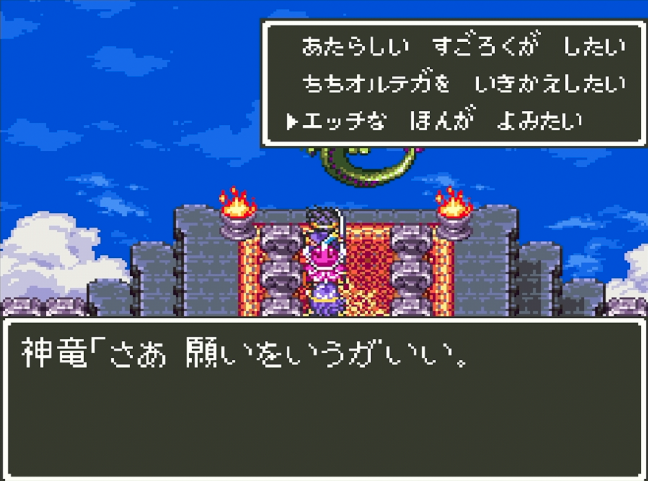 あたらしい すごろくが したい
ちちオルテガを いきかえしたい
▶エッチな ほんが よみたい
神竜「さあ 願いをいうがいい。